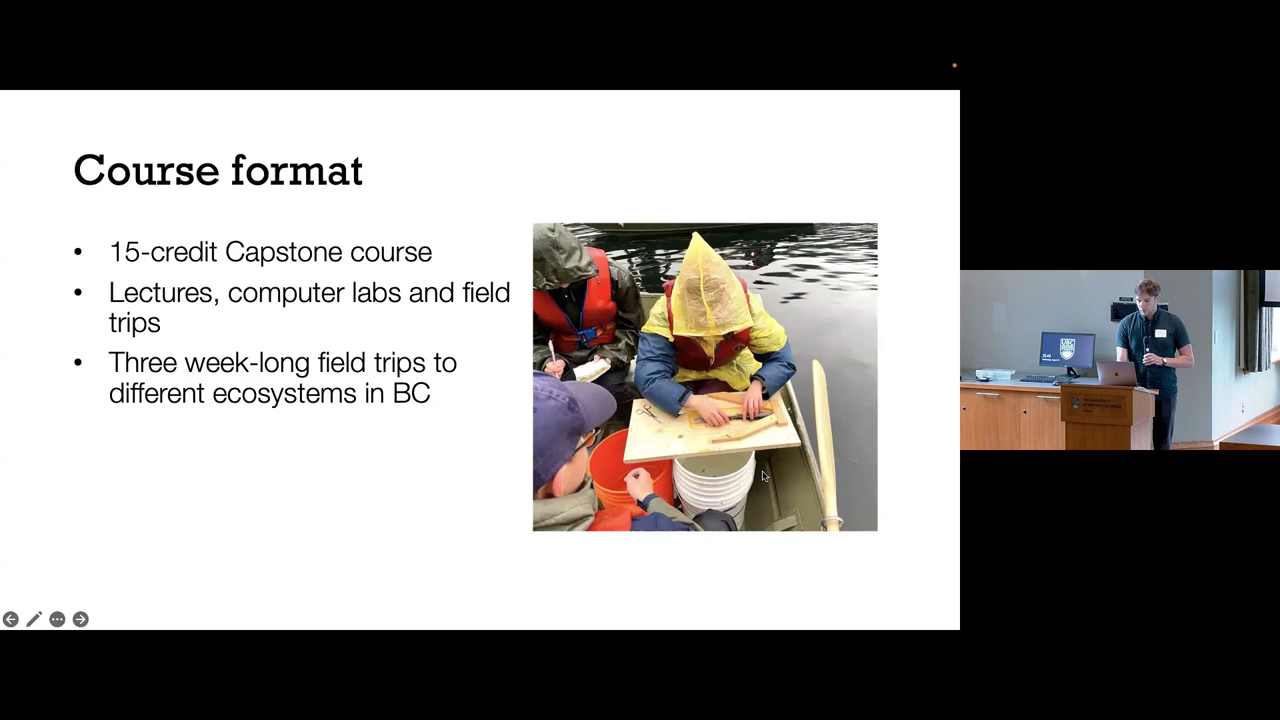 Course format
• 15-credit Capstone course
• Lectures, computer labs and field
trips
• Three week-long field trips to
different ecosystems in BC
UBC